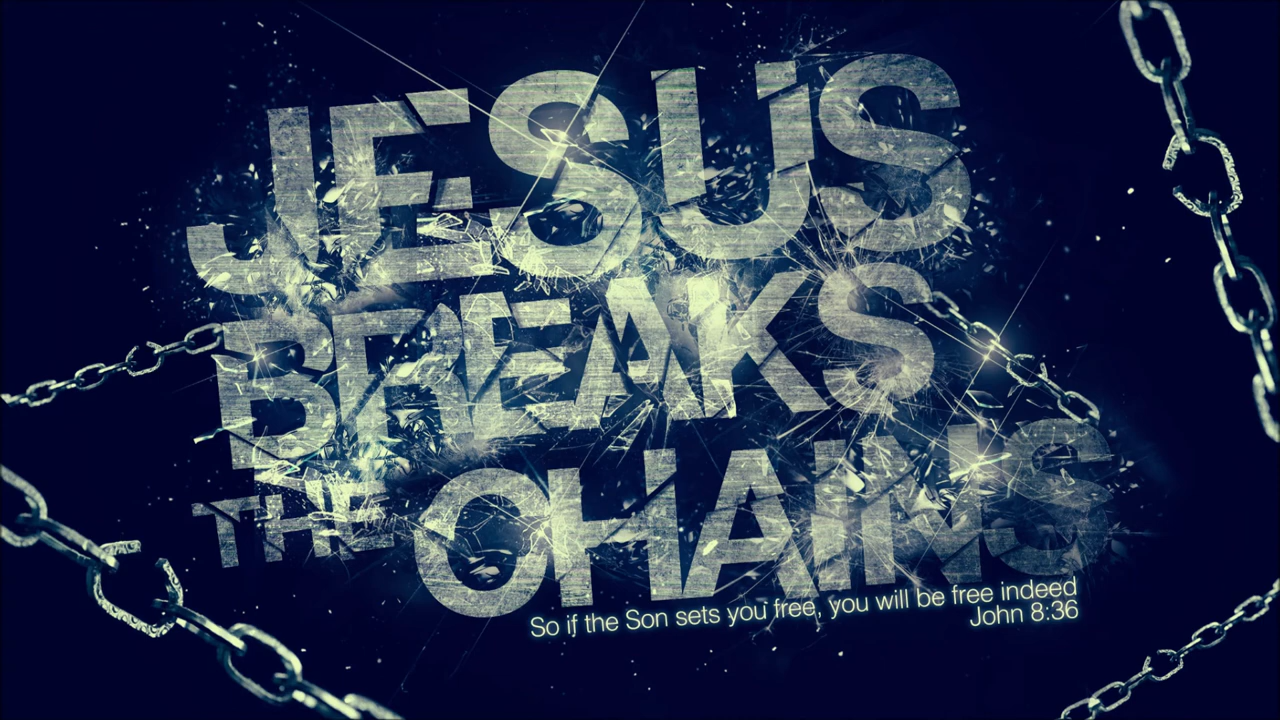 JESUS
BREAKS
THE CHAINS
So if the Son sets you free, you will be free indeed
John 8:36